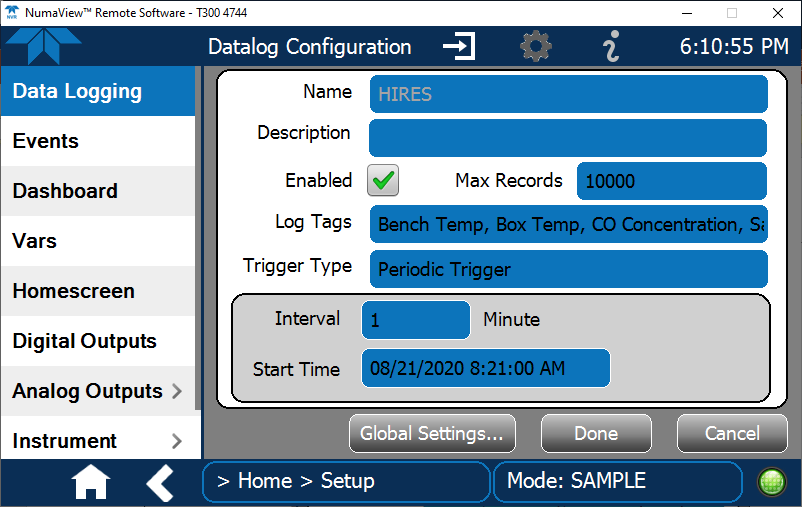 NumaView™ Remote Software - T300 4744
NVR
Datalog Configuration
6:10:55 PM
Data Logging
Events
Dashboard
Vars
Homescreen
Digital Outputs
Analog Outputs
Instrument
Name HIRES
Description
Enabled Max Records 10000
Log Tags Bench Temp, Box Temp, CO Concentration, Sa
Trigger Type Periodic Trigger
Interval 1 Minute
Start Time 08/21/2020 8:21:00 AM
Global Settings... Done Cancel
> Home > Setup Mode: SAMPLE